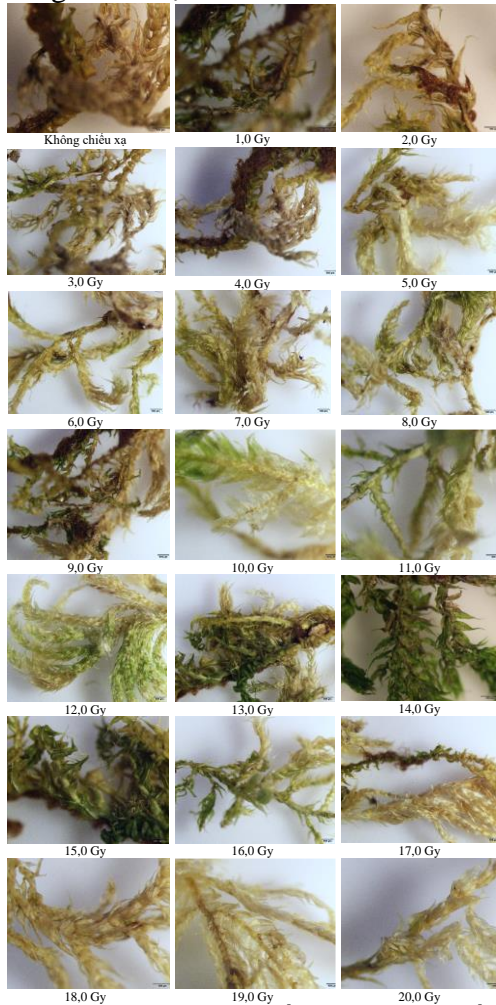 Không chiếu xạ 1,0 Gy 2,0 Gy
3,0 Gy 4,0 Gy 5,0 Gy
6,0 Gy 7,0 Gy 8,0 Gy
9,0 Gy 10,0 Gy 11,0 Gy
12,0 Gy 13,0 Gy 14,0 Gy
15,0 Gy 16,0 Gy 17,0 Gy
18,0 Gy 19,0 Gy 20,0 Gy